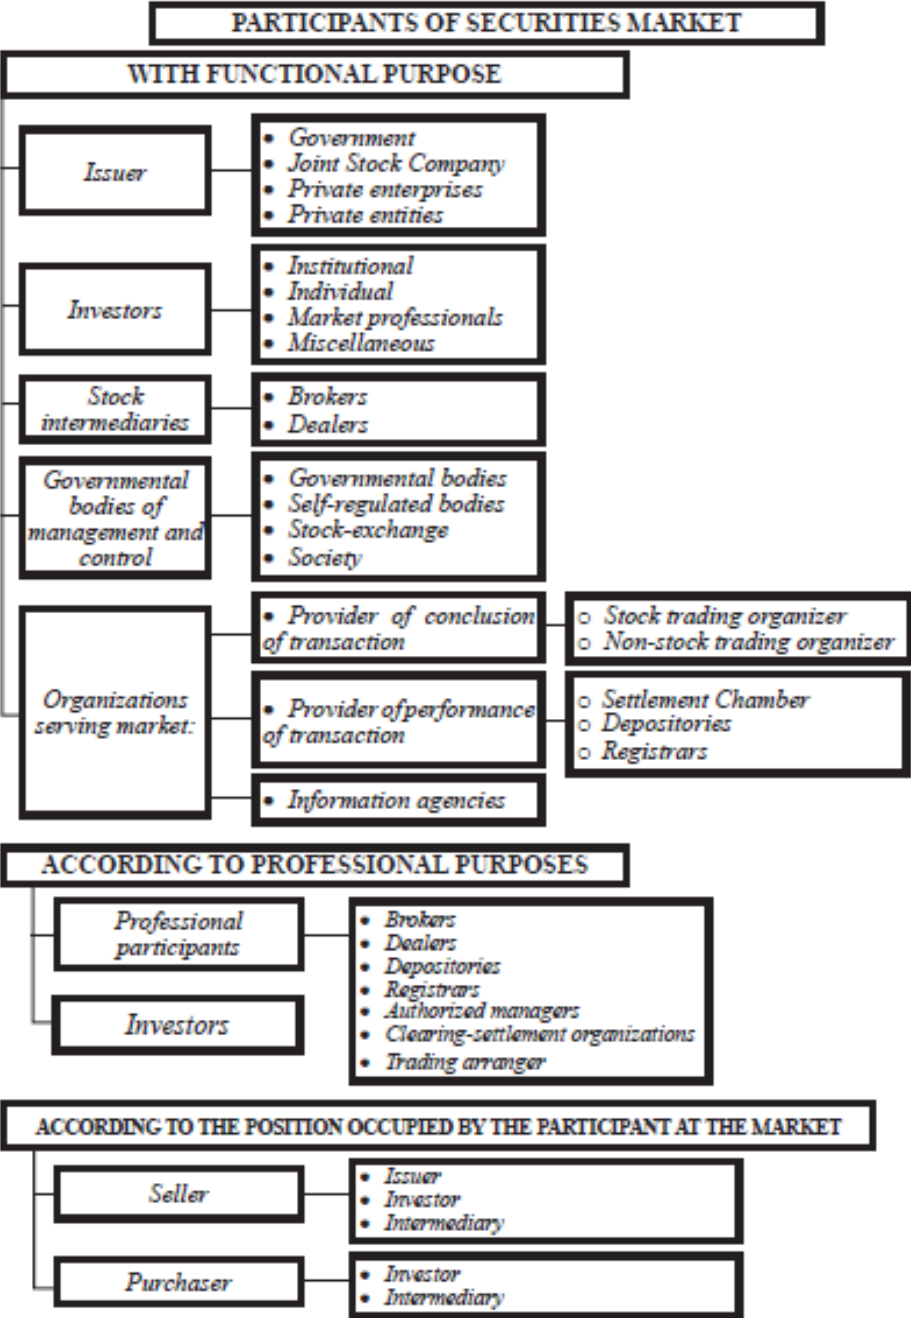 PARTICIPANTS OF SECURITIES MARKET
WITH FUNCTIONAL PURPOSE
Issuer
• Government
• Joint Stock Company
• Private enterprises
• Private entities
Investors
• Institutional
• Individual
• Market professionals
• Miscellaneous
Stock
intermediaries
• Brokers
• Dealers
Governmental
bodies of
management and
control
• Governmental bodies
• Self-regulated bodies
• Stock-exchange
• Society
Organizations
serving market:
• Provider of conclusion
of transaction
o Stock trading organizer
o Non-stock trading organizer
• Provider of performance
of transaction
o Settlement Chamber
o Depositories
o Registrars
• Information agencies
ACCORDING TO PROFESSIONAL PURPOSES
Professional
participants
• Brokers
• Dealers
• Depositories
• Registrars
• Authorized managers
• Clearing-settlement organizations
• Trading arranger
Investors
ACCORDING TO THE POSITION OCCUPIED BY THE PARTICIPANT AT THE MARKET
Seller
• Issuer
• Investor
• Intermediary
Purchaser
• Investor
• Intermediary